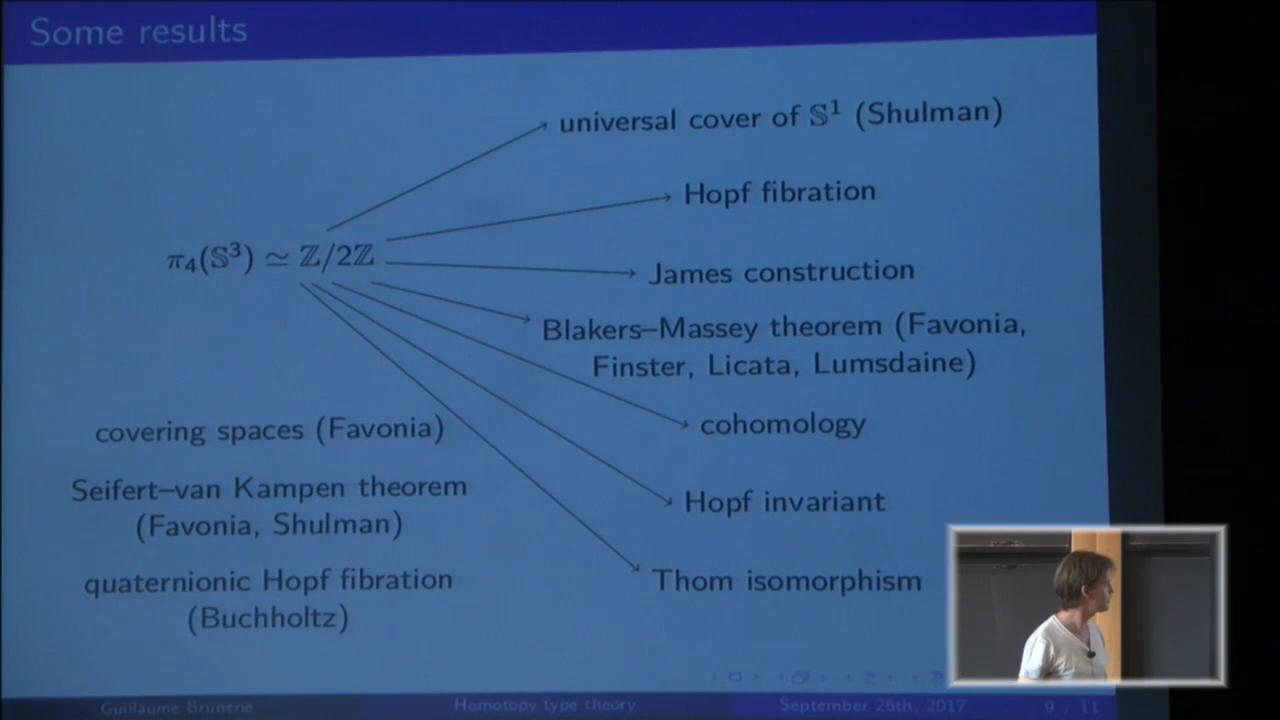 Some results
universal cover of 𝕊¹ (Shulman)
Hopf fibration
π₄(𝕊³) ≃ ℤ/2ℤ
James construction
Blakers–Massey theorem (Favonia,
Finster, Licata, Lumsdaine)
cohomology
covering spaces (Favonia)
Seifert–van Kampen theorem
(Favonia, Shulman)
Hopf invariant
quaternionic Hopf fibration
(Buchholtz)
Thom isomorphism
Guillaume Brunerie Homotopy type theory September 26th, 2017 9 / 11